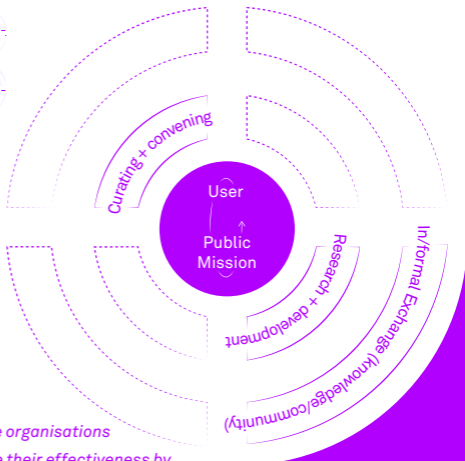 Curating + convening
User
Public
Mission
Research + development
In/formal Exchange (knowledge/community)
organisations
their effectiveness by